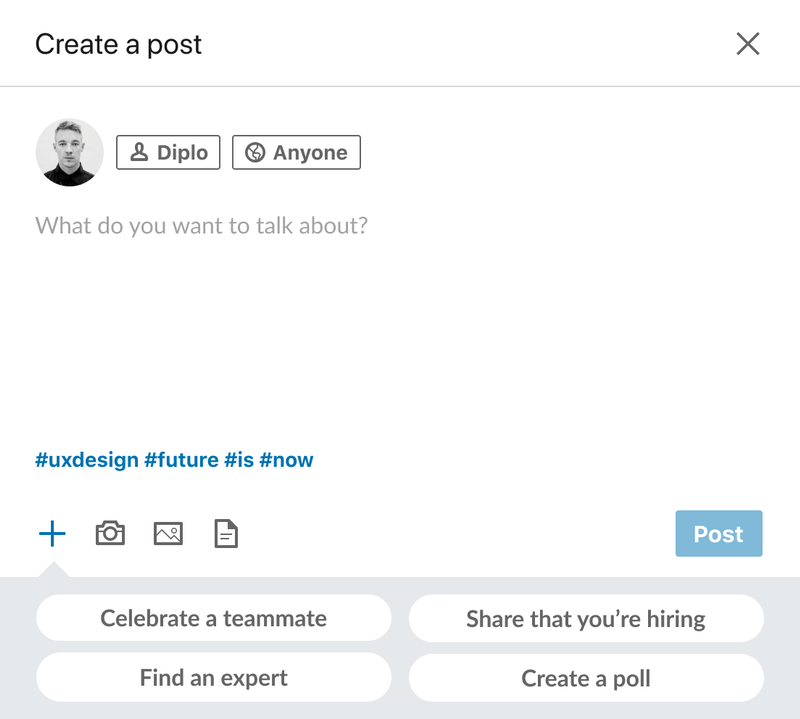 Create a post
Diplo Anyone
What do you want to talk about?
#uxdesign #future #is #now
Post
Celebrate a teammate Share that you’re hiring
Find an expert Create a poll